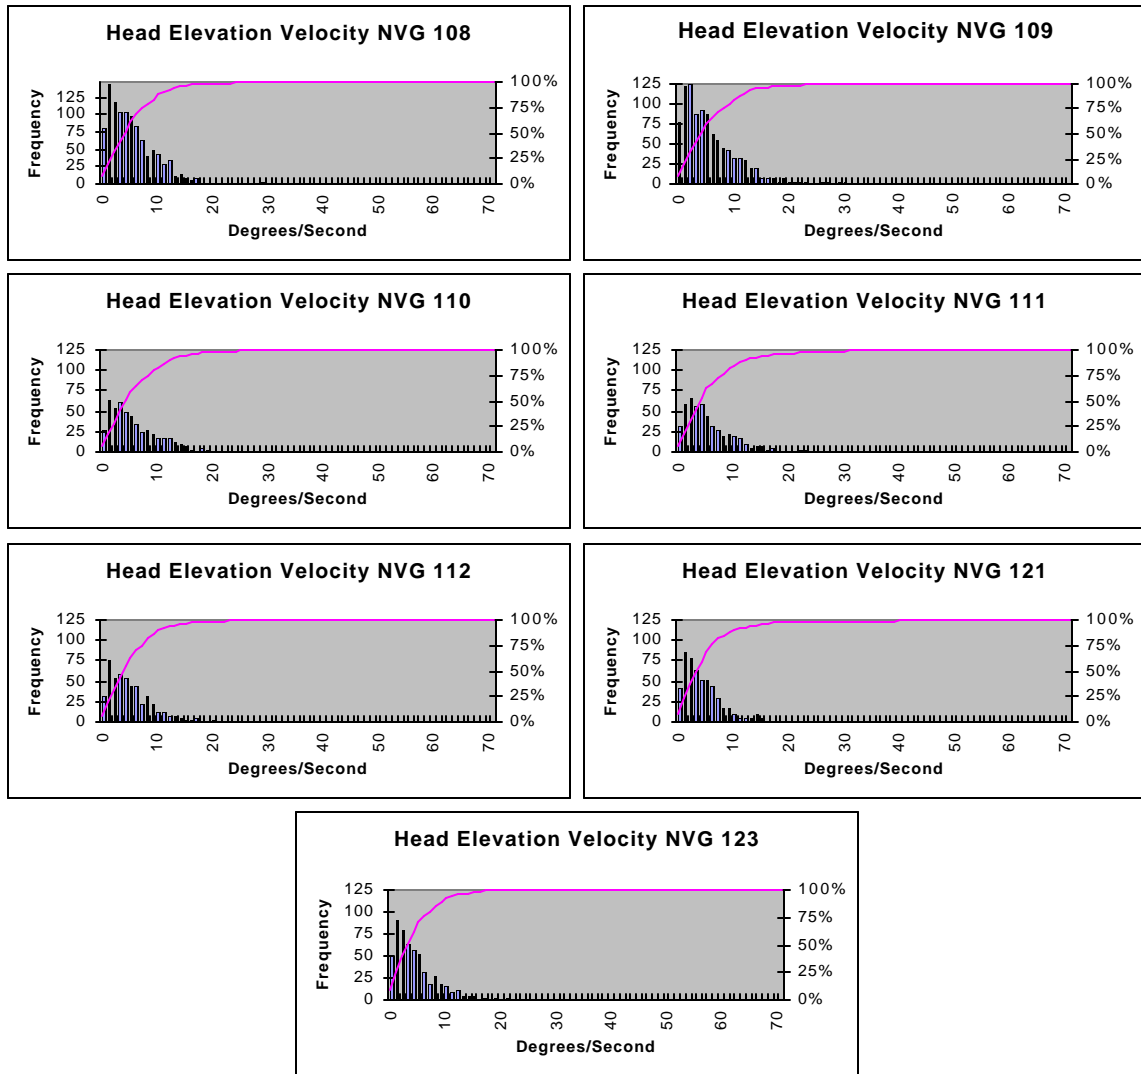 Head Elevation Velocity NVG 108
Frequency
125
100
75
50
25
0
100%
75%
50%
25%
0%
0 10 20 30 40 50 60 70
Degrees/Second
Head Elevation Velocity NVG 109
Frequency
125
100
75
50
25
0
100%
75%
50%
25%
0%
0 10 20 30 40 50 60 70
Degrees/Second
Head Elevation Velocity NVG 110
Frequency
125
100
75
50
25
0
100%
75%
50%
25%
0%
0 10 20 30 40 50 60 70
Degrees/Second
Head Elevation Velocity NVG 111
Frequency
125
100
75
50
25
0
100%
75%
50%
25%
0%
0 10 20 30 40 50 60 70
Degrees/Second
Head Elevation Velocity NVG 112
Frequency
125
100
75
50
25
0
100%
75%
50%
25%
0%
0 10 20 30 40 50 60 70
Degrees/Second
Head Elevation Velocity NVG 121
Frequency
125
100
75
50
25
0
100%
75%
50%
25%
0%
0 10 20 30 40 50 60 70
Degrees/Second
Head Elevation Velocity NVG 123
Frequency
125
100
75
50
25
0
100%
75%
50%
25%
0%
0 10 20 30 40 50 60 70
Degrees/Second